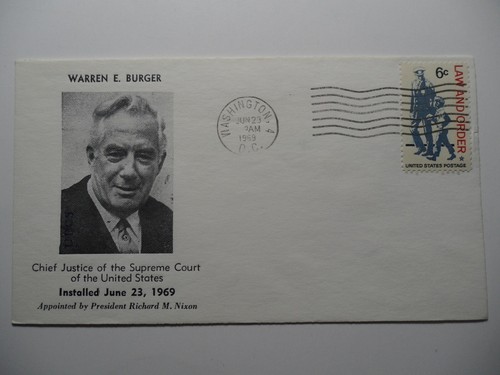 WARREN E. BURGER
Chief Justice of the Supreme Court
of the United States
Installed June 23, 1969
Appointed by President Richard M. Nixon
WASHINGTON, 4
JUN 23
AM
1969
D.C.
6c
LAW AND ORDER
UNITED STATES POSTAGE